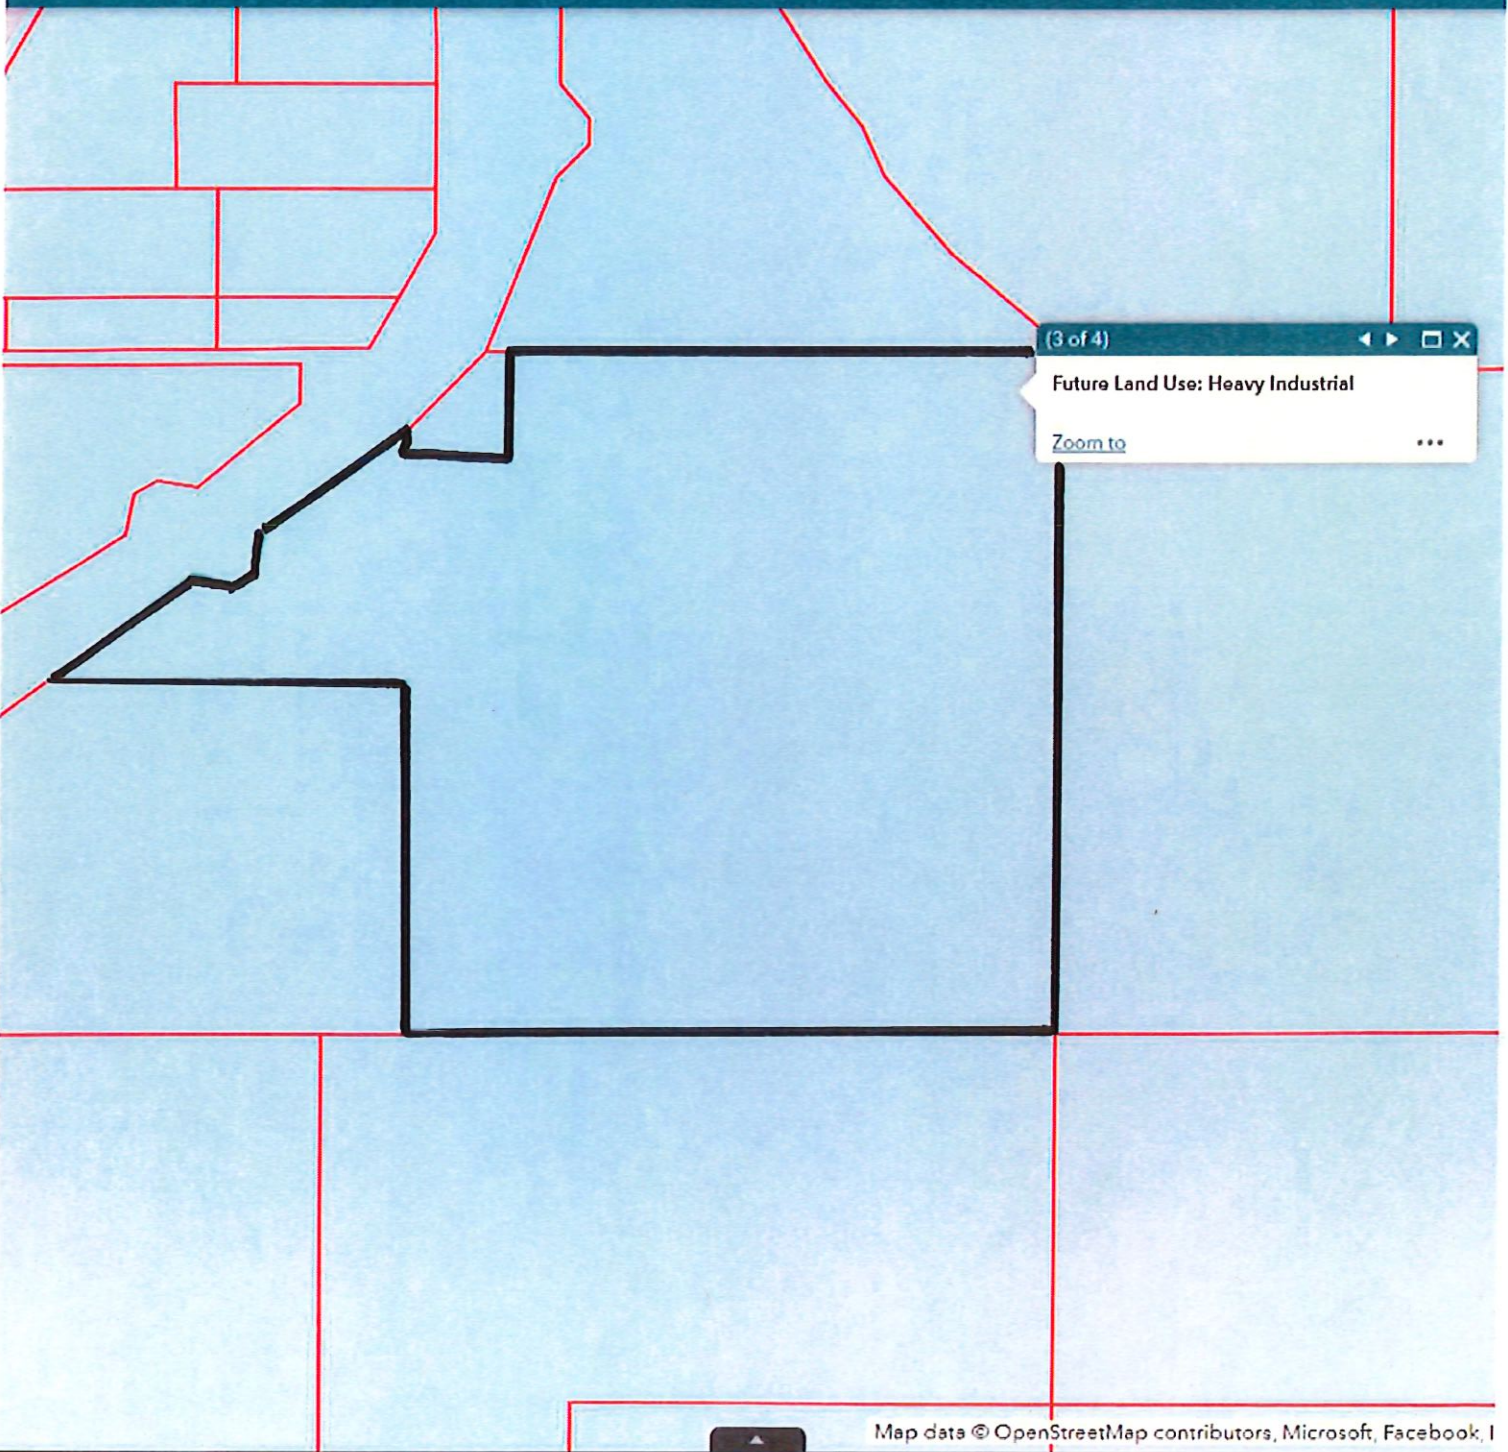 (3 of 4)
Future Land Use: Heavy Industrial
Zoom to
Map data © OpenStreetMap contributors, Microsoft, Facebook,